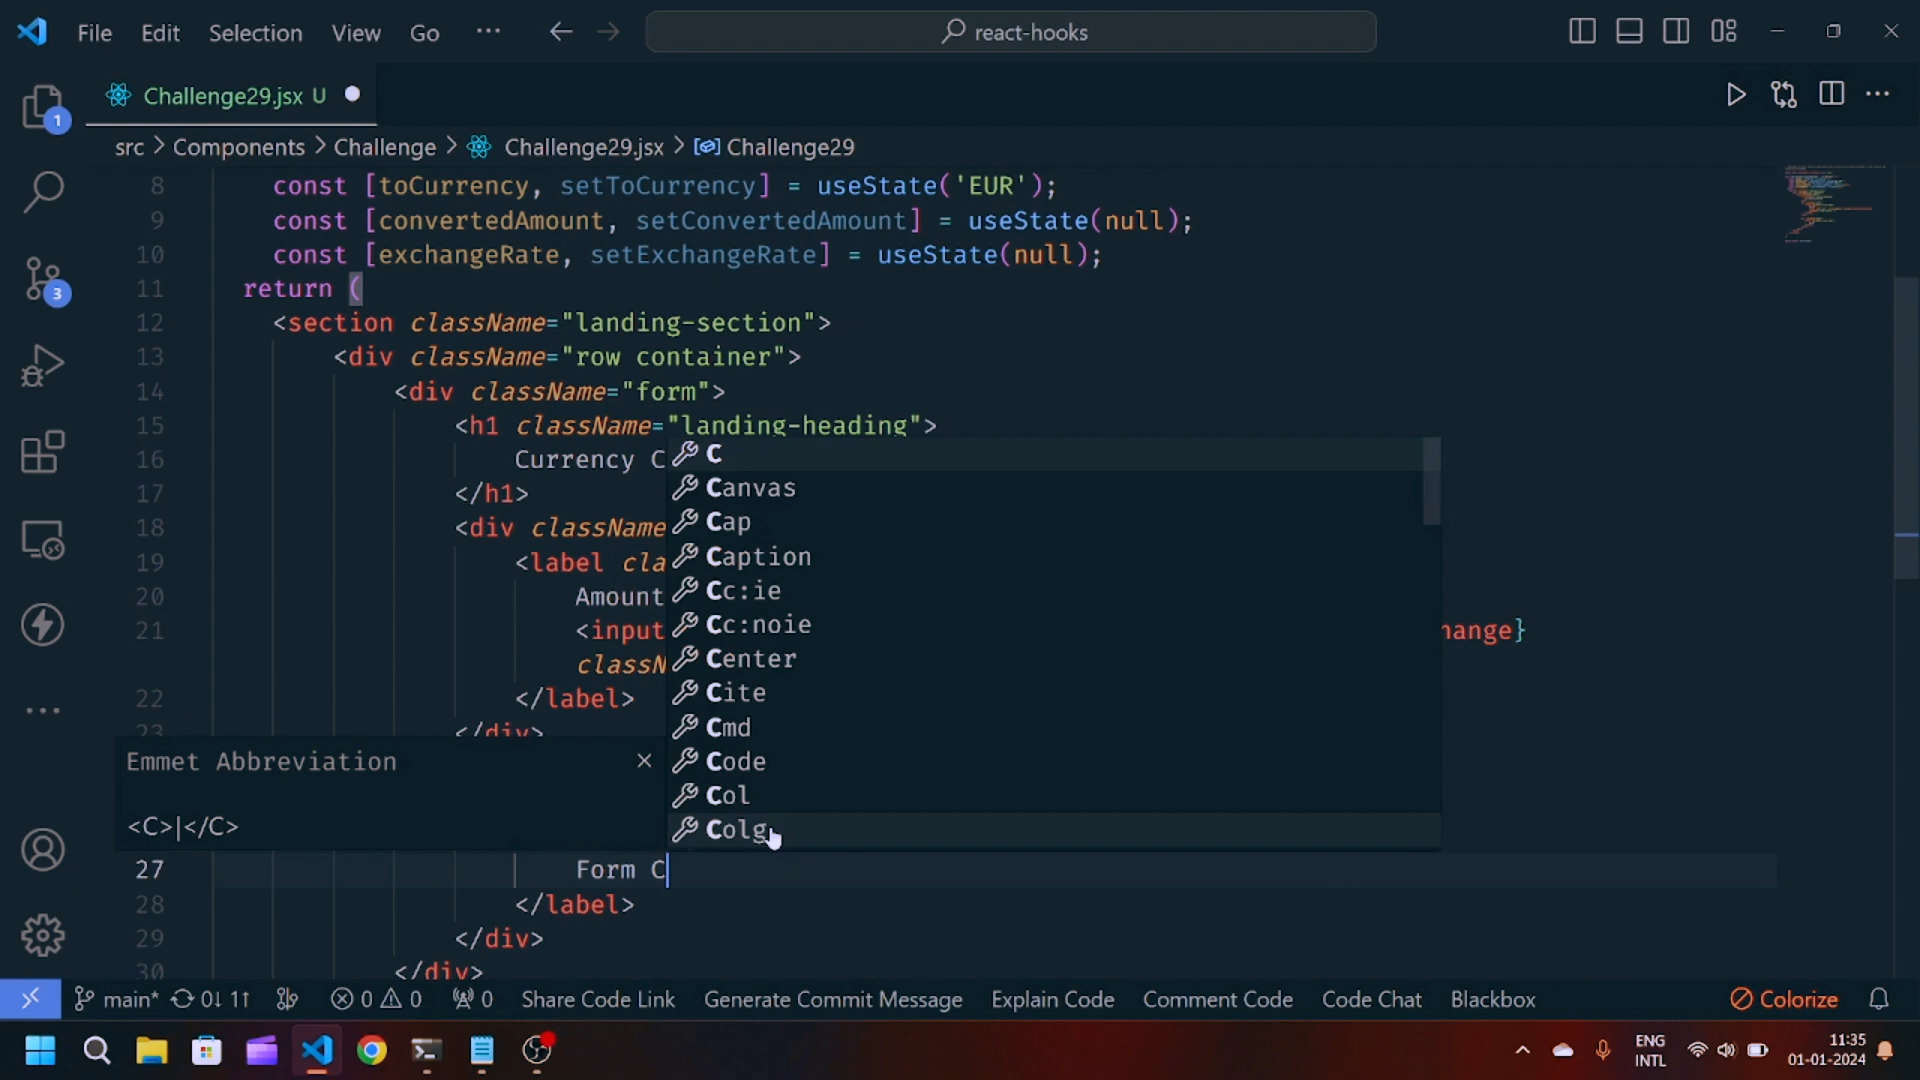 File Edit Selection View Go ··· react-hooks
Challenge29.jsx U
1
src > Components > Challenge > Challenge29.jsx > Challenge29
8 const [toCurrency, setToCurrency] = useState('EUR');
9 const [convertedAmount, setConvertedAmount] = useState(null);
10 const [exchangeRate, setExchangeRate] = useState(null);
11 return (
12 <section className="landing-section">
13 <div className="row container">
14 <div className="form">
15 <h1 className="landing-heading">
16 Currency C
17 </h1>
18 <div className
19 <label cla
20 Amount
21 <input hange}
classN
22 </label>
23 </div>
3
C
Canvas
Cap
Caption
Cc:ie
Cc:noie
Center
Cite
Cmd
Code
Col
Colg
Emmet Abbreviation ×
<C>|</C>
27 Form C
28 </label>
29 </div>
30 </div>
main* 0↓ 1↑ 0 0 0 Share Code Link Generate Commit Message Explain Code Comment Code Code Chat Blackbox Colorize
ENG
INTL
11:35
01-01-2024